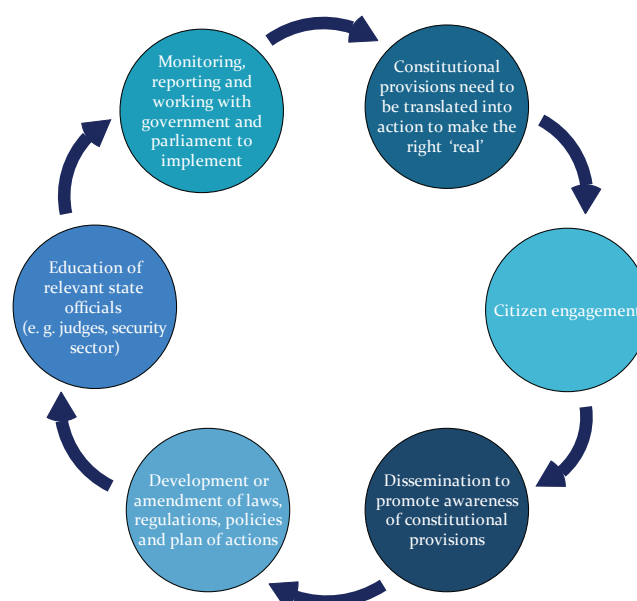 Monitoring,
reporting and
working with
government and
parliament to
implement
Constitutional
provisions need to
be translated into
action to make the
right ‘real’
Citizen engagement
Dissemination to
promote awareness
of constitutional
provisions
Development or
amendment of laws,
regulations, policies
and plan of actions
Education of
relevant state
officials
(e. g. judges, security
sector)